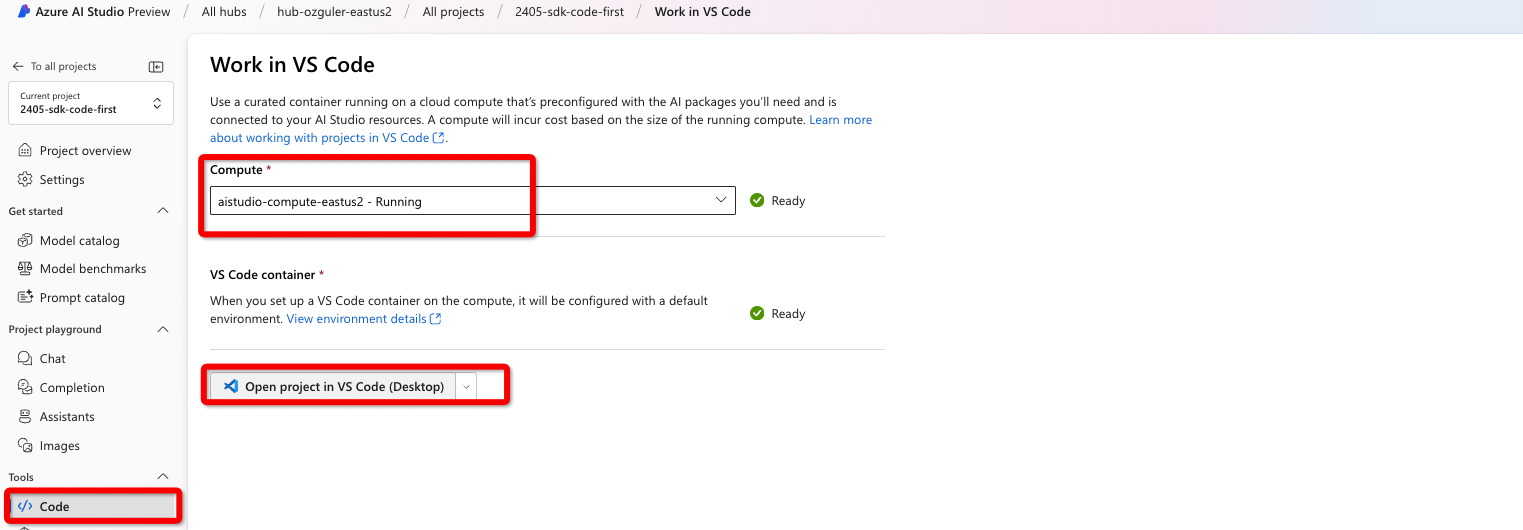 Azure AI Studio Preview / All hubs / hub-ozguler-eastus2 / All projects / 2405-sdk-code-first / Work in VS Code
To all projects
Current project
2405-sdk-code-first
Project overview
Settings
Get started
Model catalog
Model benchmarks
Prompt catalog
Project playground
Chat
Completion
Assistants
Images
Tools
Code
Work in VS Code
Use a curated container running on a cloud compute that's preconfigured with the AI packages you'll need and is
connected to your AI Studio resources. A compute will incur cost based on the size of the running compute. Learn more
about working with projects in VS Code.
Compute *
aistudio-compute-eastus2 - Running
Ready
VS Code container *
When you set up a VS Code container on the compute, it will be configured with a default
environment. View environment details
Ready
Open project in VS Code (Desktop)